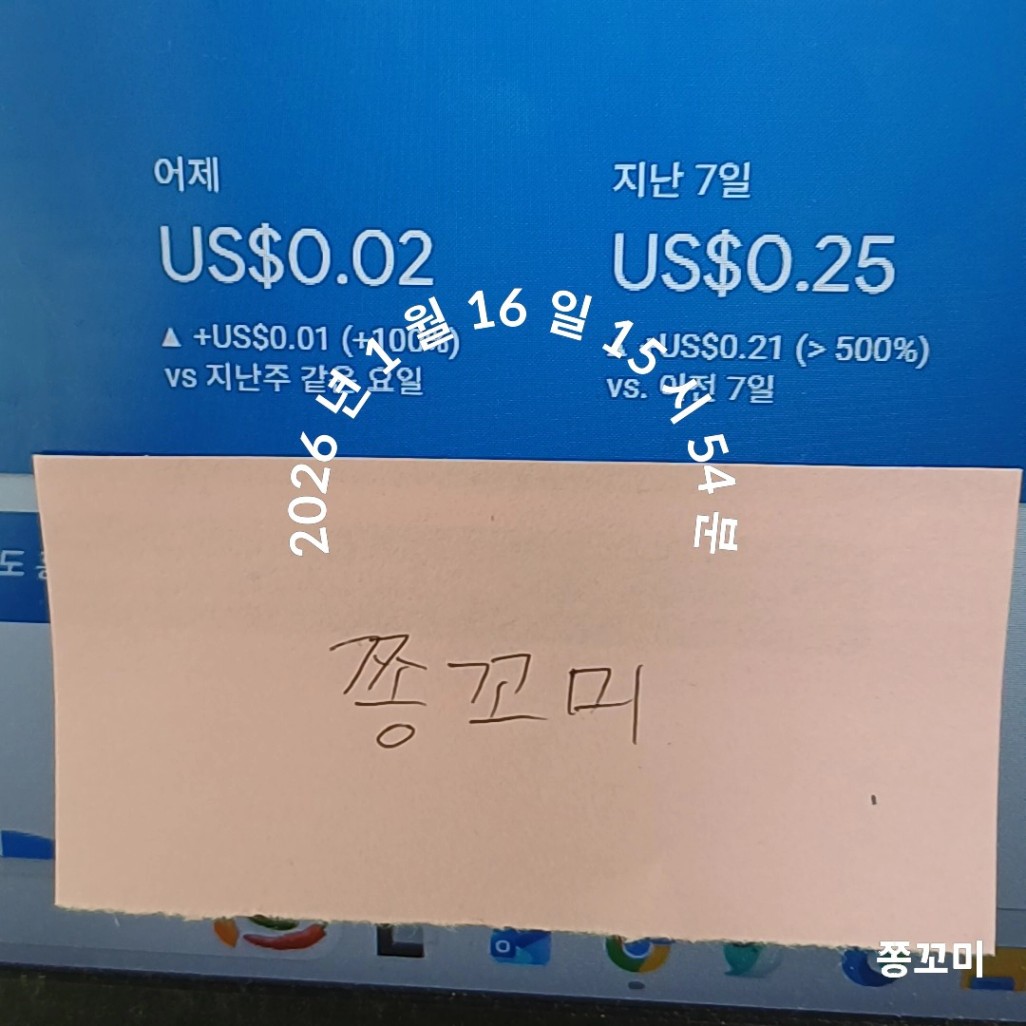 어제
US$0.02
▲ +US$0.01 (+100%)
vs 지난주 같은 요일
지난 7일
US$0.25
▲ +US$0.21 (> 500%)
vs. 이전 7일
2026 년 1 월 16 일 15 시 54 분
도
쫑꼬미
쫑꼬미